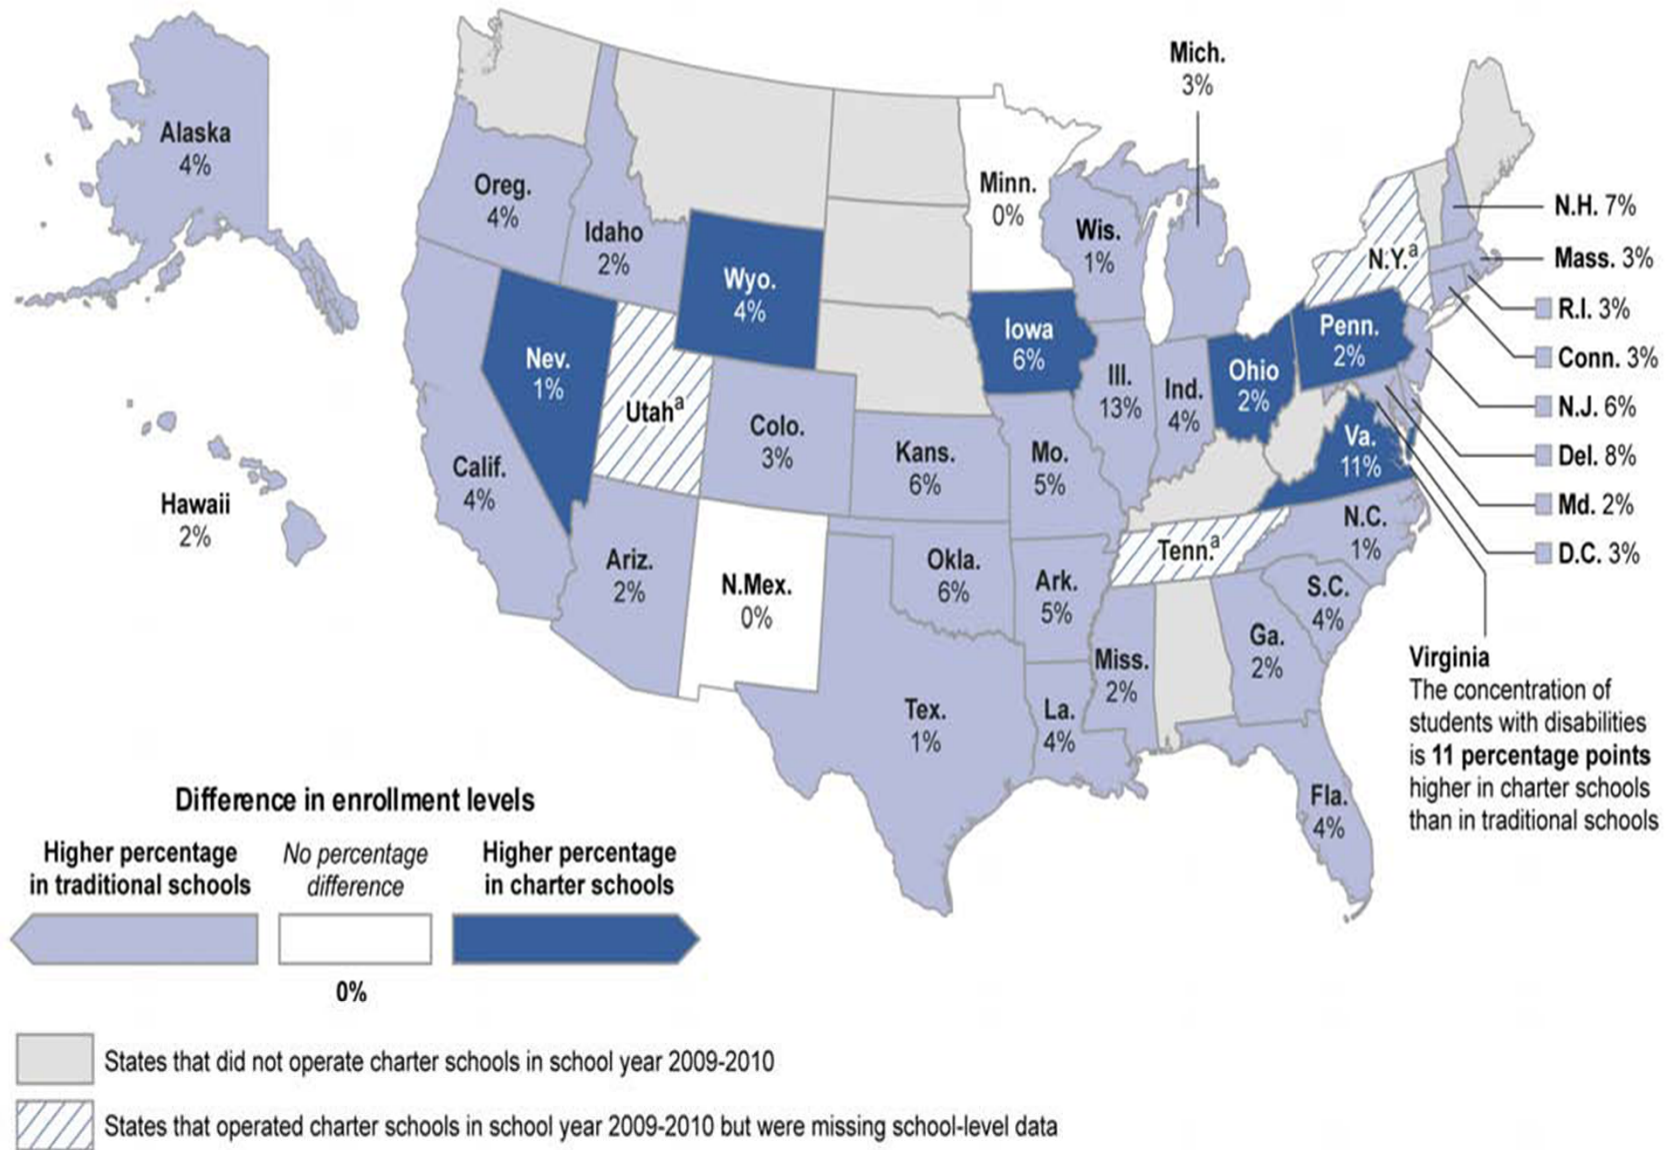 Mich.
3%
Alaska
4%
Oreg.
4%
Idaho
2%
Minn.
0%
Wis.
1%
N.Y.a
N.H. 7%
Mass. 3%
R.I. 3%
Conn. 3%
N.J. 6%
Del. 8%
Md. 2%
D.C. 3%
Wyo.
4%
Iowa
6%
Penn.
2%
Nev.
1%
Utaha
Colo.
3%
Ill.
13%
Ind.
4%
Ohio
2%
Va.
11%
Calif.
4%
Kans.
6%
Mo.
5%
Hawaii
2%
Ariz.
2%
N.Mex.
0%
Okla.
6%
Ark.
5%
Tenn.a
N.C.
1%
S.C.
4%
Ga.
2%
Miss.
2%
Tex.
1%
La.
4%
Fla.
4%
Virginia
The concentration of
students with disabilities
is 11 percentage points
higher in charter schools
than in traditional schools
Difference in enrollment levels
Higher percentage
in traditional schools
No percentage
difference
Higher percentage
in charter schools
0%
States that did not operate charter schools in school year 2009-2010
States that operated charter schools in school year 2009-2010 but were missing school-level data